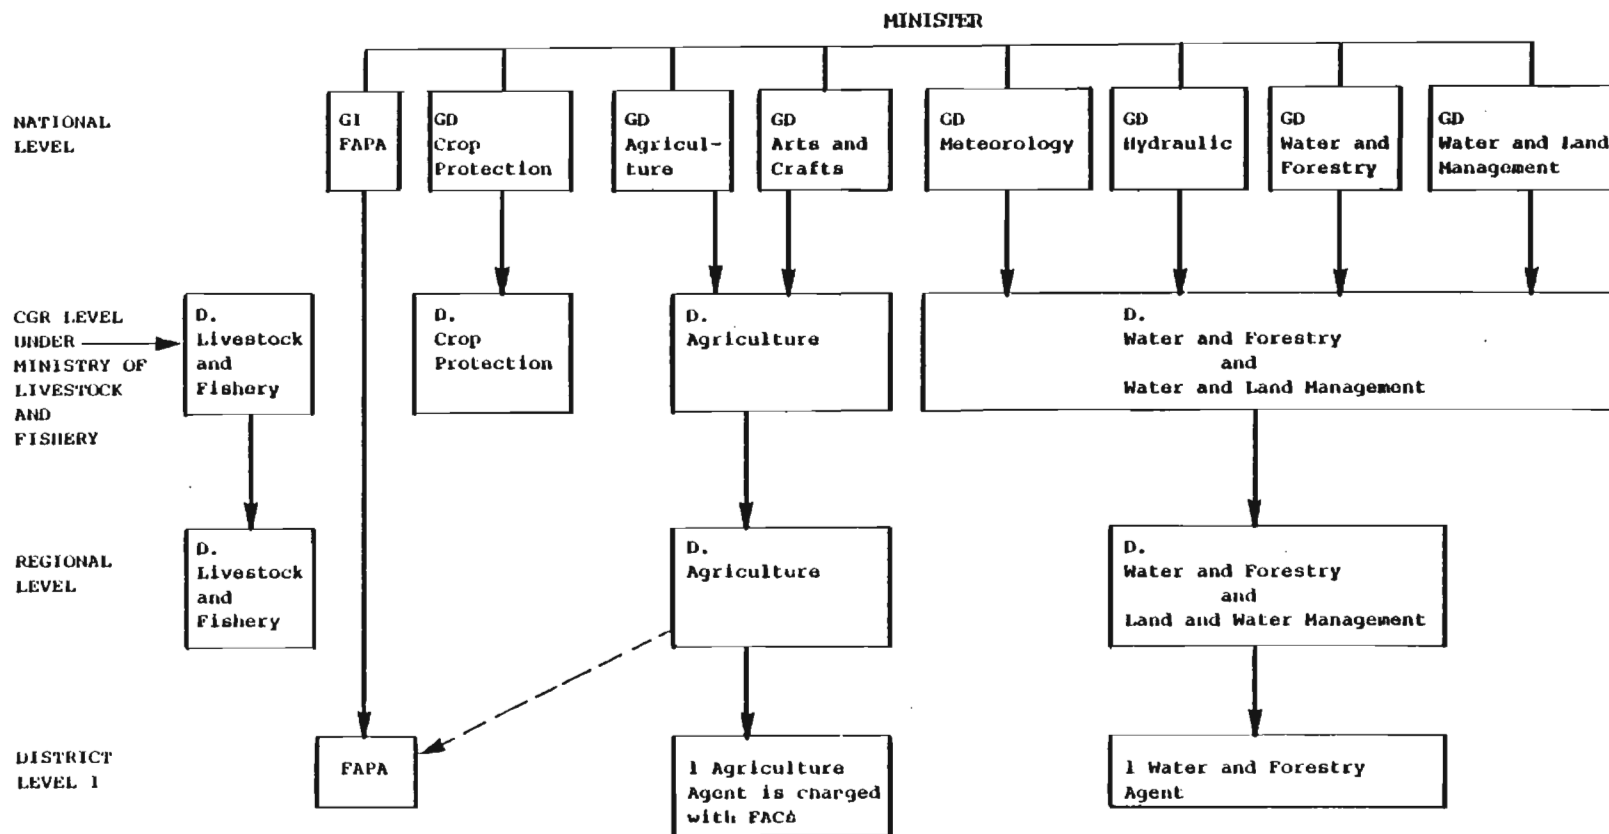 MINISTER
NATIONAL
LEVEL
GI
FAPA
GD
Crop
Protection
GD
Agricul-
ture
GD
Arts and
Crafts
GD
Meteorology
GD
Hydraulic
GD
Water and
Forestry
GD
Water and Land
Management
CGR LEVEL
UNDER
MINISTRY OF
LIVESTOCK
AND
FISHERY
D.
Livestock
and
Fishery
D.
Crop
Protection
D.
Agriculture
D.
Water and Forestry
and
Water and Land Management
REGIONAL
LEVEL
D.
Livestock
and
Fishery
D.
Agriculture
D.
Water and Forestry
and
Land and Water Management
DISTRICT
LEVEL 1
FAPA
1 Agriculture
Agent is charged
with
1 Water and Forestry
Agent